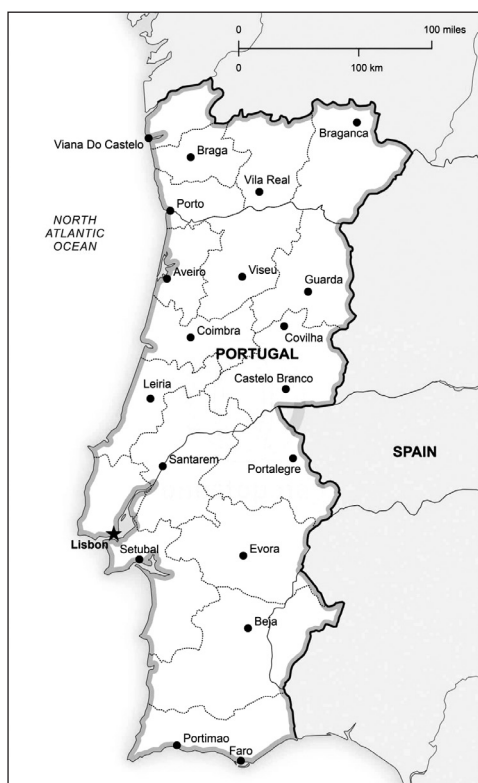 0 100 miles
0 100 km
Braganca
Viana Do Castelo
Braga
Vila Real
Porto
NORTH
ATLANTIC
OCEAN
Aveiro
Viseu
Guarda
Coimbra
Covilha
PORTUGAL
Leiria
Castelo Branco
Santarem
Portalegre
SPAIN
Lisbon
Setubal
Evora
Beja
Portimao
Faro